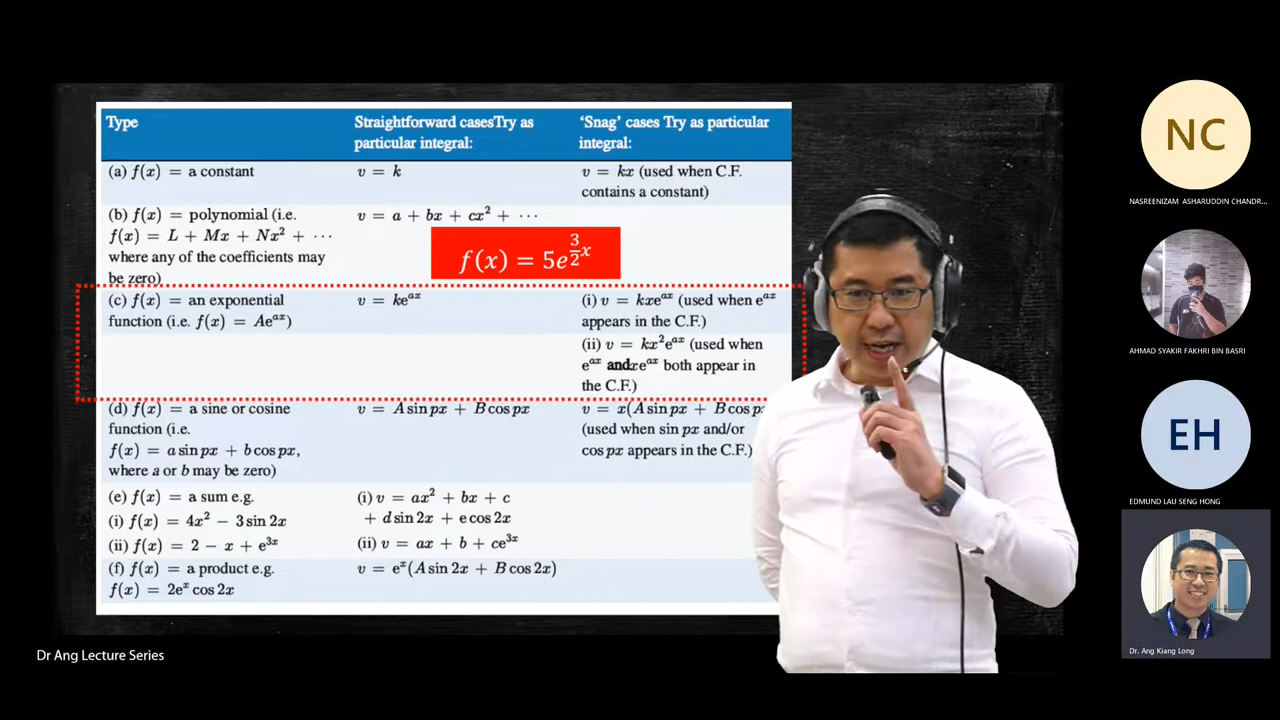 Type
Straightforward casesTry as
particular integral:
'Snag' cases Try as particular
integral:
(a) f(x) = a constant
v = k
v = kx (used when C.F.
contains a constant)
(b) f(x) = polynomial (i.e.
f(x) = L + Mx + Nx² + ⋯
where any of the coefficients may
be zero)
v = a + bx + cx² + ⋯
f(x) = 5e^{\frac{3}{2}x}
(c) f(x) = an exponential
function (i.e. f(x) = Ae^{ax})
v = ke^{ax}
(i) v = kxe^{ax} (used when e^{ax}
appears in the C.F.)
(ii) v = kx²e^{ax} (used when
e^{ax} andxe^{ax} both appear in
the C.F.)
(d) f(x) = a sine or cosine
function (i.e.
f(x) = a sin px + b cos px,
where a or b may be zero)
v = A sin px + B cos px
v = x(A sin px + B cos p
(used when sin px and/or
cos px appears in the C.F.)
(e) f(x) = a sum e.g.
(i) f(x) = 4x² − 3 sin 2x
(ii) f(x) = 2 − x + e^{3x}
(i) v = ax² + bx + c
+ d sin 2x + e cos 2x
(ii) v = ax + b + ce^{3x}
(f) f(x) = a product e.g.
f(x) = 2e^x cos 2x
v = e^x(A sin 2x + B cos 2x)
Dr Ang Lecture Series
NC
NASREENIZAM ASHARUDDIN CHANDR...
AHMAD SYAKIR FAKHRI BIN BASRI
EH
EDMUND LAU SENG HONG
Dr. Ang Kiang Long